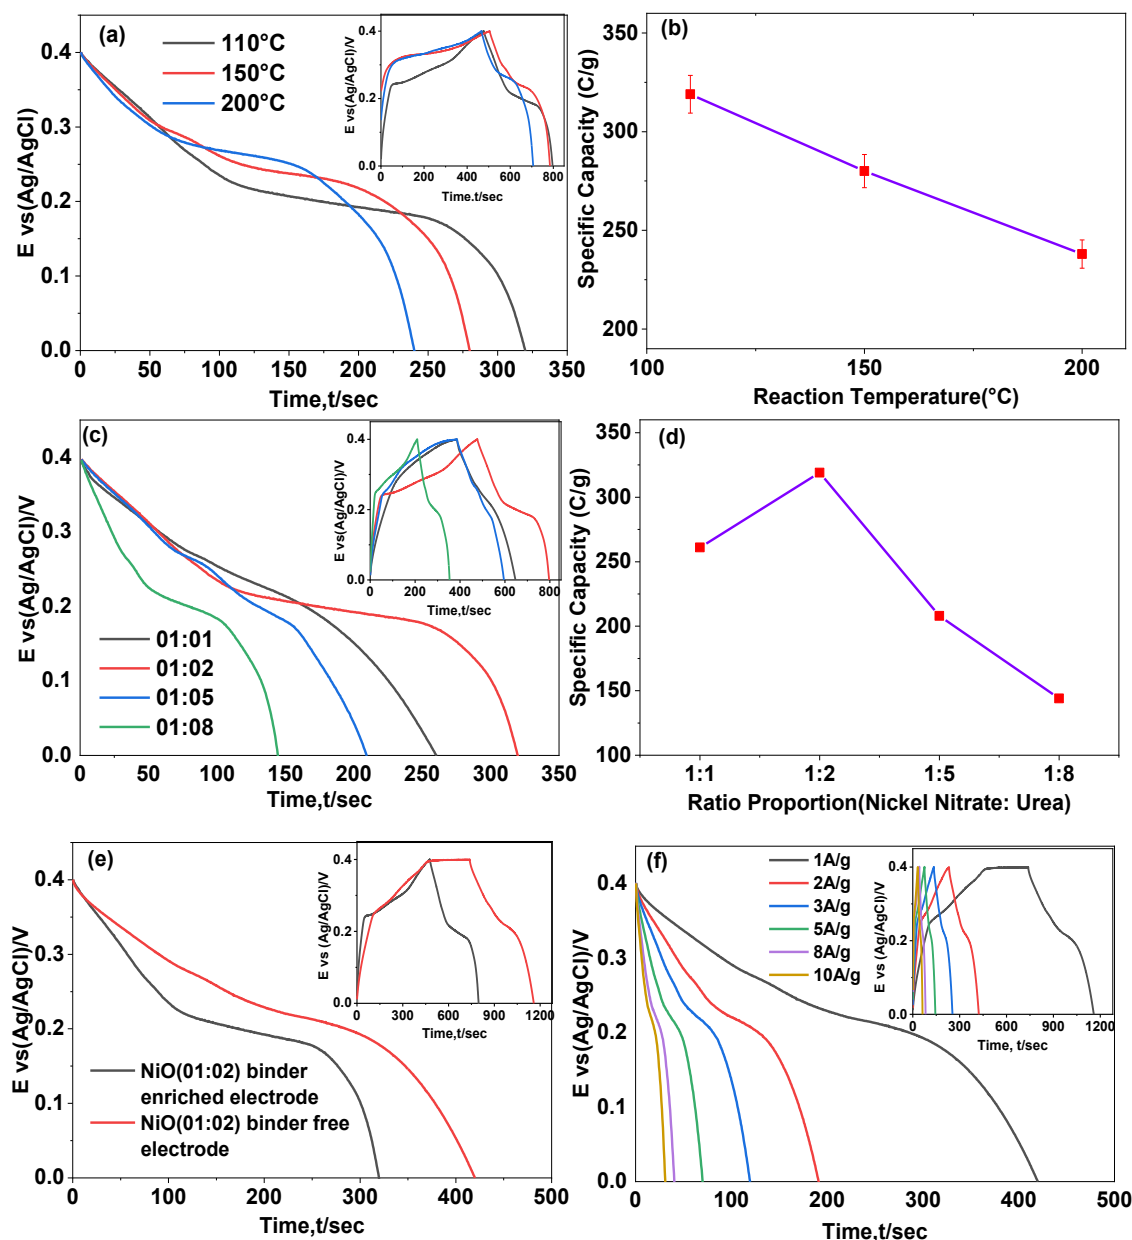 (a)
110°C
150°C
200°C
E vs(Ag/AgCl)
0.4
0.3
0.2
0.1
0.0
0 50 100 150 200 250 300 350
Time,t/sec
E vs(Ag/AgCl)/V
0.4
0.2
0.0
0 200 400 600 800
Time.t/sec
(b)
Specific Capacity (C/g)
350
300
250
200
100 150 200
Reaction Temperature(°C)
(c)
E vs(Ag/AgCl)/V
0.4
0.3
0.2
0.1
0.0
01:01
01:02
01:05
01:08
0 50 100 150 200 250 300 350
Time,t/sec
E vs(Ag/AgCl)/V
0.4
0.2
0.0
0 200 400 600 800
Time,t/sec
(d)
Specific Capacity (C/g)
350
300
250
200
150
100
1:1 1:2 1:5 1:8
Ratio Proportion(Nickel Nitrate: Urea)
(e)
E vs(Ag/AgCl)/V
0.4
0.3
0.2
0.1
0.0
NiO(01:02) binder
enriched electrode
NiO(01:02) binder free
electrode
0 100 200 300 400 500
Time,t/sec
E vs (Ag/AgCl)/V
0.4
0.2
0.0
0 300 600 900 1200
Time,t/sec
(f)
E vs(Ag/AgCl)/V
0.4
0.3
0.2
0.1
0.0
1A/g
2A/g
3A/g
5A/g
8A/g
10A/g
0 100 200 300 400 500
Time,t/sec
E vs (Ag/AgCl)/V
0.4
0.2
0.0
0 300 600 900 1200
Time, t/sec